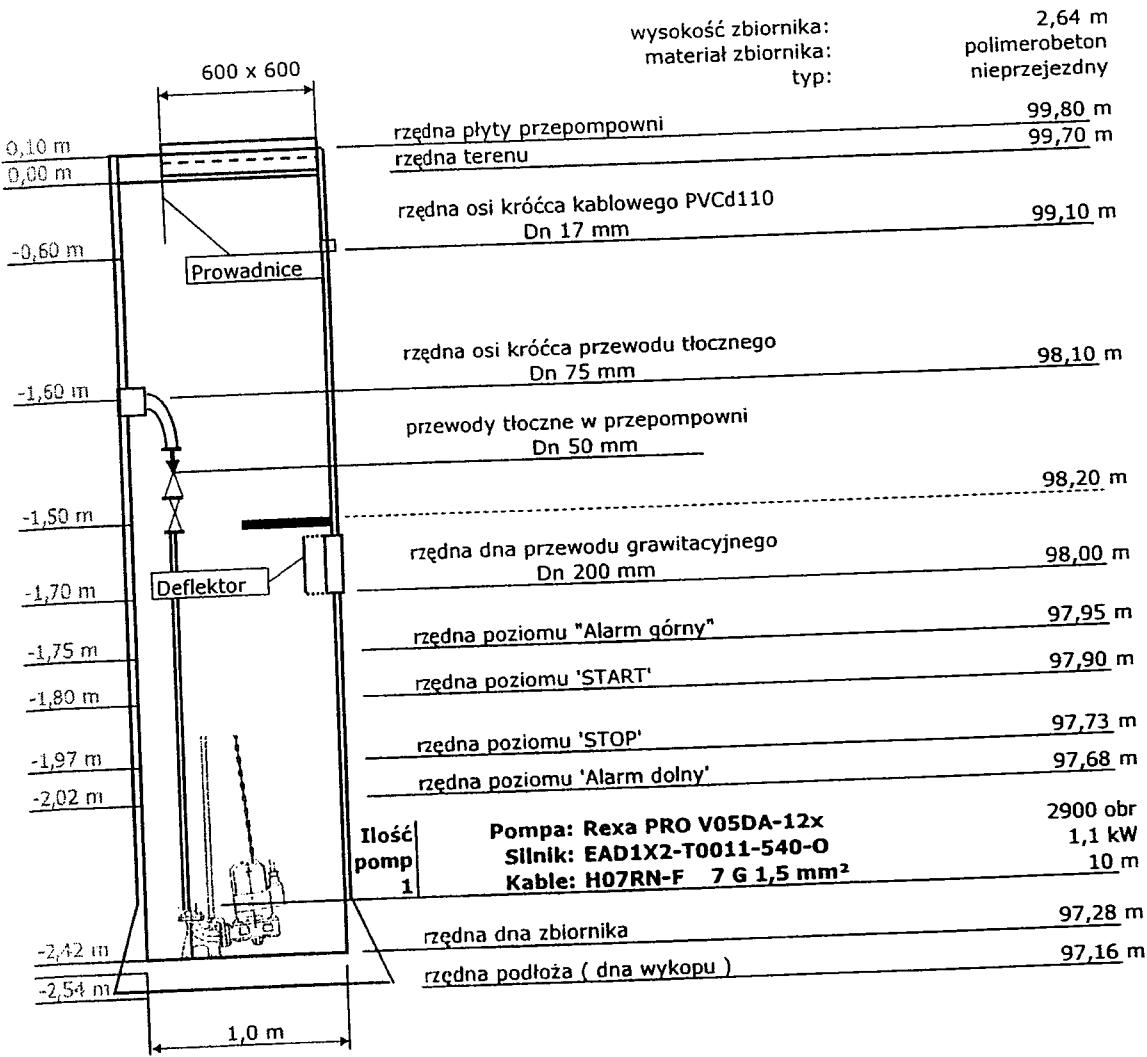 wysokość zbiornika: 2,64 m
materiał zbiornika: polimerobeton
typ: nieprzejezdny
600 x 600
rzędna płyty przepompowni 99,80 m
0,10 m
rzędna terenu 99,70 m
0,00 m
rzędna osi króćca kablowego PVCd110 99,10 m
Dn 17 mm
-0,60 m
Prowadnice
rzędna osi króćca przewodu tłocznego 98,10 m
Dn 75 mm
-1,60 m
przewody tłoczne w przepompowni
Dn 50 mm
98,20 m
-1,50 m
rzędna dna przewodu grawitacyjnego 98,00 m
Dn 200 mm
Deflektor
-1,70 m
rzędna poziomu "Alarm górny" 97,95 m
-1,75 m
rzędna poziomu 'START' 97,90 m
-1,80 m
rzędna poziomu 'STOP' 97,73 m
-1,97 m
rzędna poziomu 'Alarm dolny' 97,68 m
-2,02 m
Ilość
pomp
1
Pompa: Rexa PRO V05DA-12x 2900 obr
Silnik: EAD1X2-T0011-540-O 1,1 kW
Kable: H07RN-F 7 G 1,5 mm² 10 m
rzędna dna zbiornika 97,28 m
-2,42 m
rzędna podłoża ( dna wykopu ) 97,16 m
-2,54 m
1,0 m